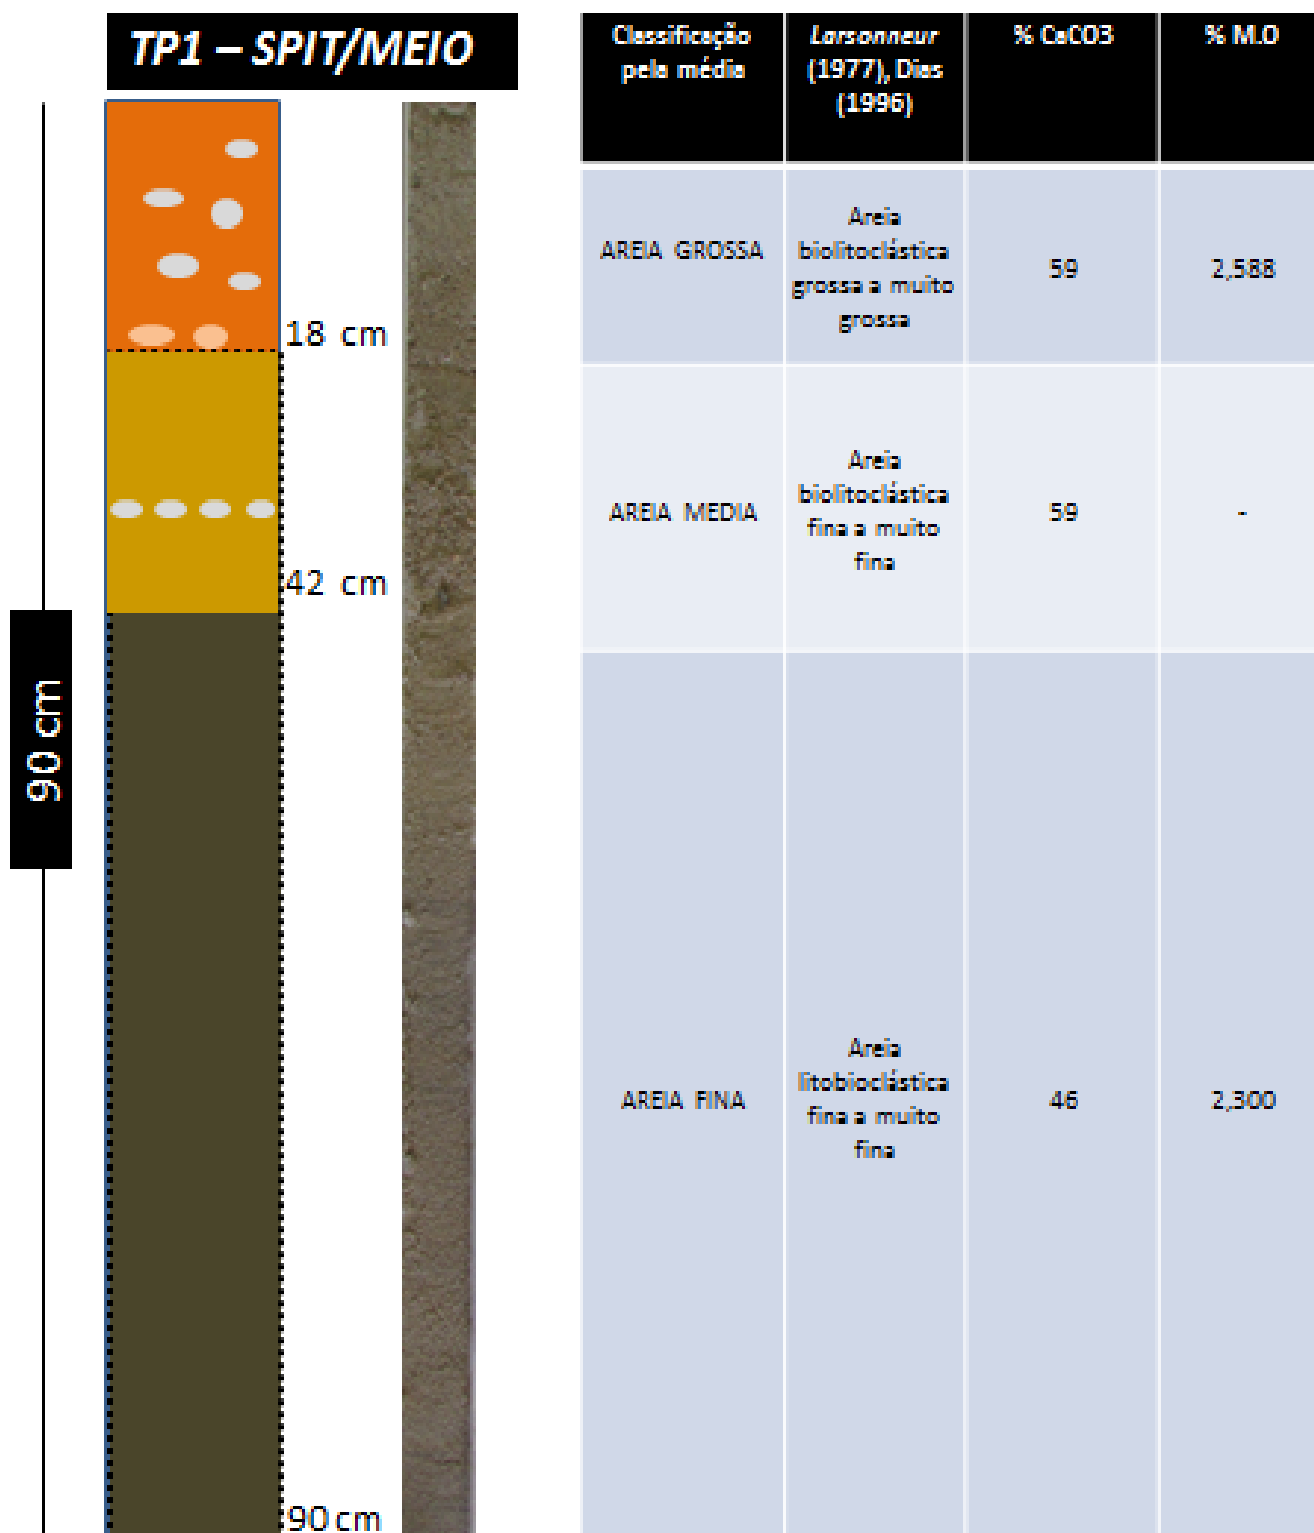 TP1 – SPIT/MEIO
18 cm
42 cm
90 cm
90 cm
Classificação
pela média
Larsonneur
(1977), Dias
(1996)
% CaCO3
% M.O
AREIA GROSSA
Areia
biolitoclástica
grossa a muito
grossa
59
2,588
AREIA MEDIA
Areia
biolitoclástica
fina a muito
fina
59
-
AREIA FINA
Areia
litobioclástica
fina a muito
fina
46
2,300